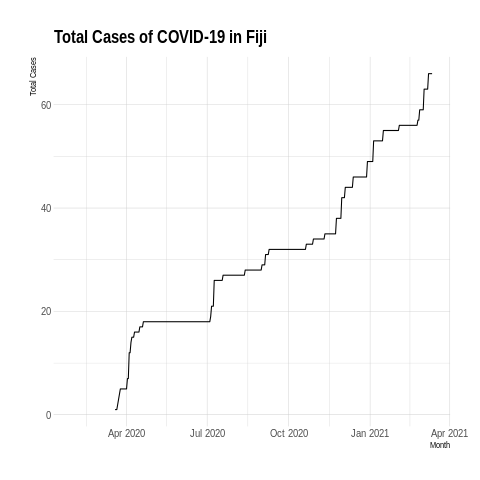 Total Cases of COVID-19 in Fiji
Total Cases
60
40
20
0
Apr 2020 Jul 2020 Oct 2020 Jan 2021 Apr 2021
Month